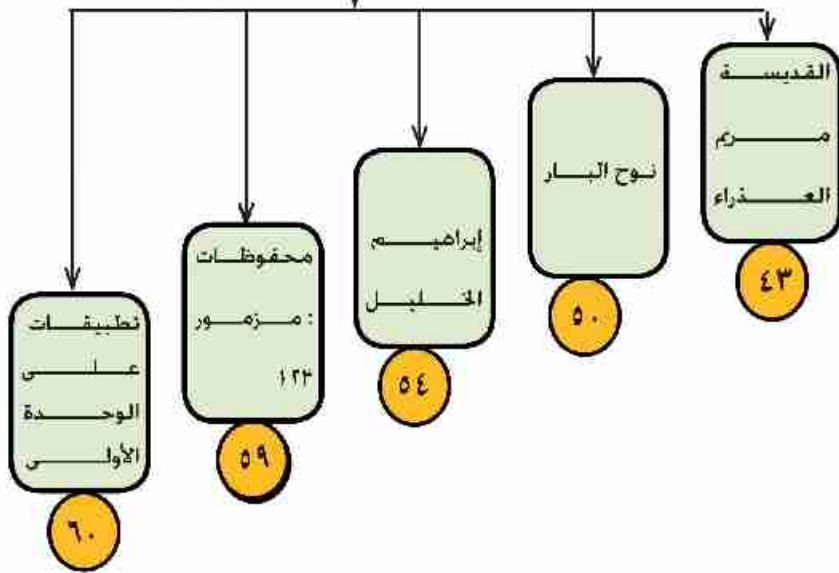 القديسة
مريم
العذراء
٤٣
نوح البار
٥٠
إبراهيم
الخليل
٥٤
محفوظات
: مزمور
١٢٣
٥٩
تطبيقات
على
الوحدة
الأولى
٦٠